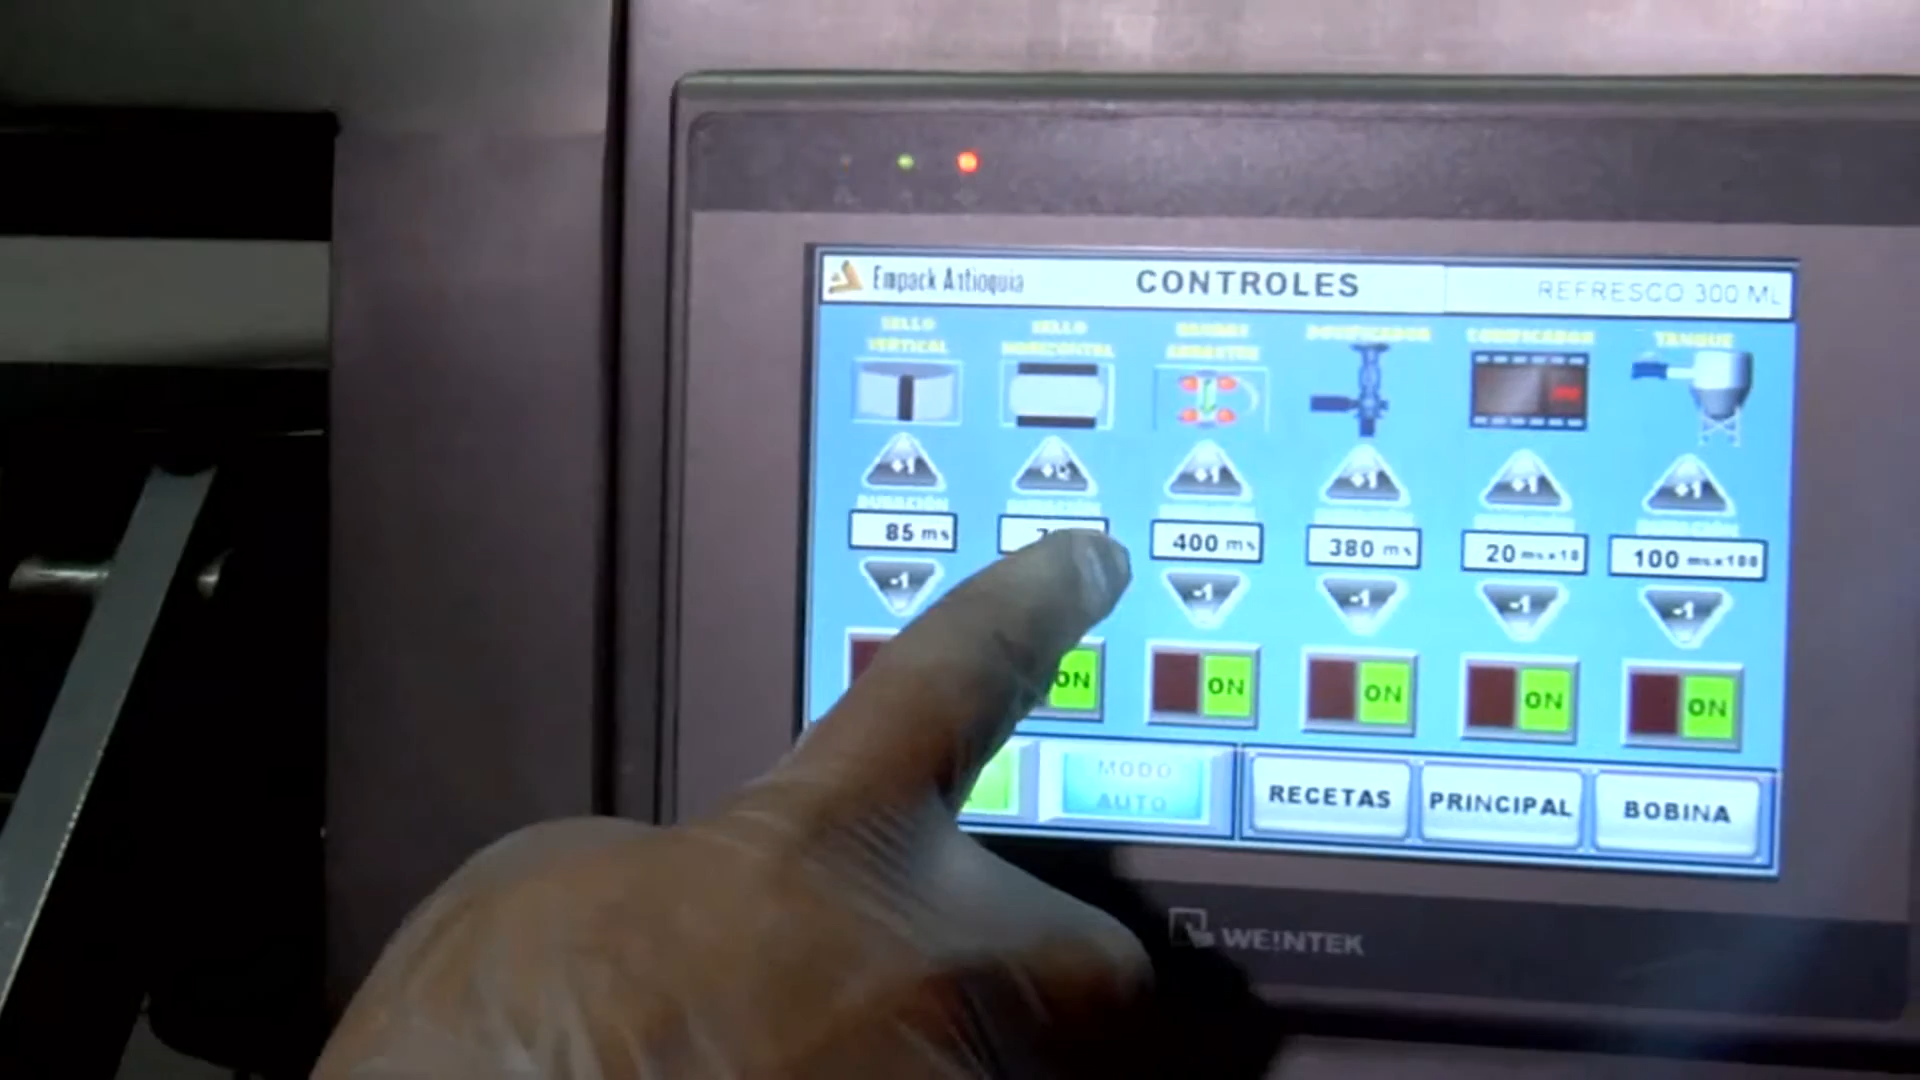 Empack Antioquia
CONTROLES
REFRESCO 300 ML
SELLO VERTICAL
SELLO HORIZONTAL
DOSIFICADOR
CODIFICADOR
TANQUE
+1
+1
+1
+1
+1
DURACIÓN
85 ms
400 ms
380 ms
20 ms×10
100 ms×100
-1
-1
-1
-1
-1
ON
ON
ON
ON
ON
MODO AUTO
RECETAS
PRINCIPAL
BOBINA
WEINTEK